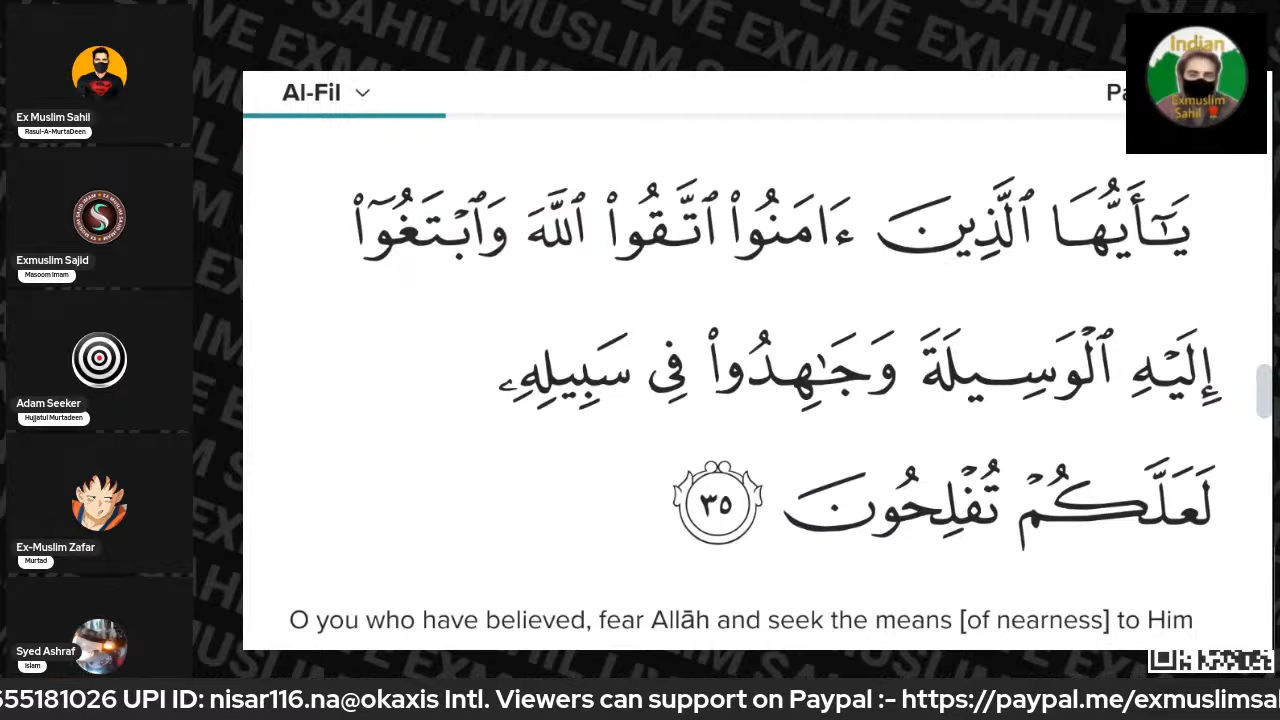 Ex Muslim Sahil
Rasul-A-MurtaDeen
Exmuslim Sajid
Masoom Imam
Adam Seeker
Hujjatul Murtadeen
Ex-Muslim Zafar
Murtad
Syed Ashraf
Islam
Al-Fil
Indian
Exmuslim
Sahil
يَـٰٓأَيُّهَا ٱلَّذِينَ ءَامَنُوا۟ ٱتَّقُوا۟ ٱللَّهَ وَٱبْتَغُوٓا۟
إِلَيْهِ ٱلْوَسِيلَةَ وَجَـٰهِدُوا۟ فِى سَبِيلِهِۦ
لَعَلَّكُمْ تُفْلِحُونَ ٣٥
O you who have believed, fear Allāh and seek the means [of nearness] to Him
555181026 UPI ID: nisar116.na@okaxis Intl. Viewers can support on Paypal :- https://paypal.me/exmuslimsa